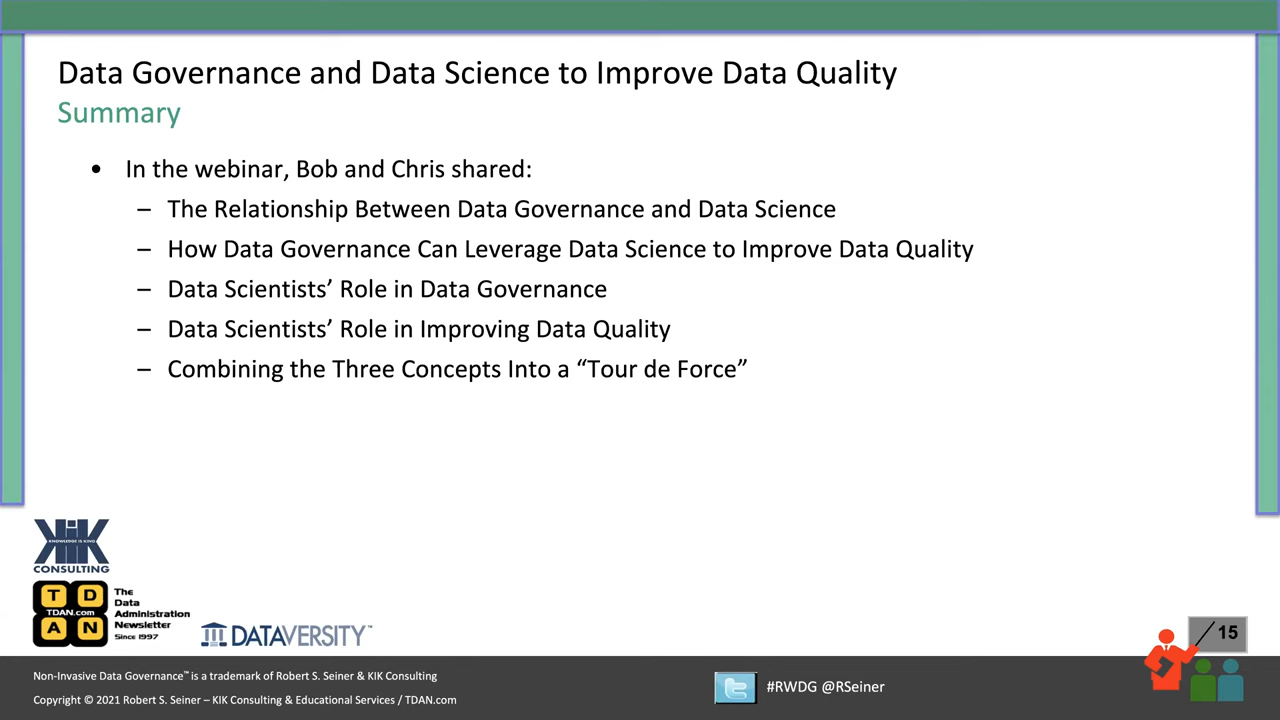 Data Governance and Data Science to Improve Data Quality
Summary
• In the webinar, Bob and Chris shared:
– The Relationship Between Data Governance and Data Science
– How Data Governance Can Leverage Data Science to Improve Data Quality
– Data Scientists’ Role in Data Governance
– Data Scientists’ Role in Improving Data Quality
– Combining the Three Concepts Into a “Tour de Force”
KIK
KNOWLEDGE IS KING
CONSULTING
T D
TDAN.com
A N
The
Data
Administration
Newsletter
Since 1997
DATAVERSITY™
15
Non-Invasive Data Governance™ is a trademark of Robert S. Seiner & KIK Consulting
Copyright © 2021 Robert S. Seiner – KIK Consulting & Educational Services / TDAN.com
#RWDG @RSeiner